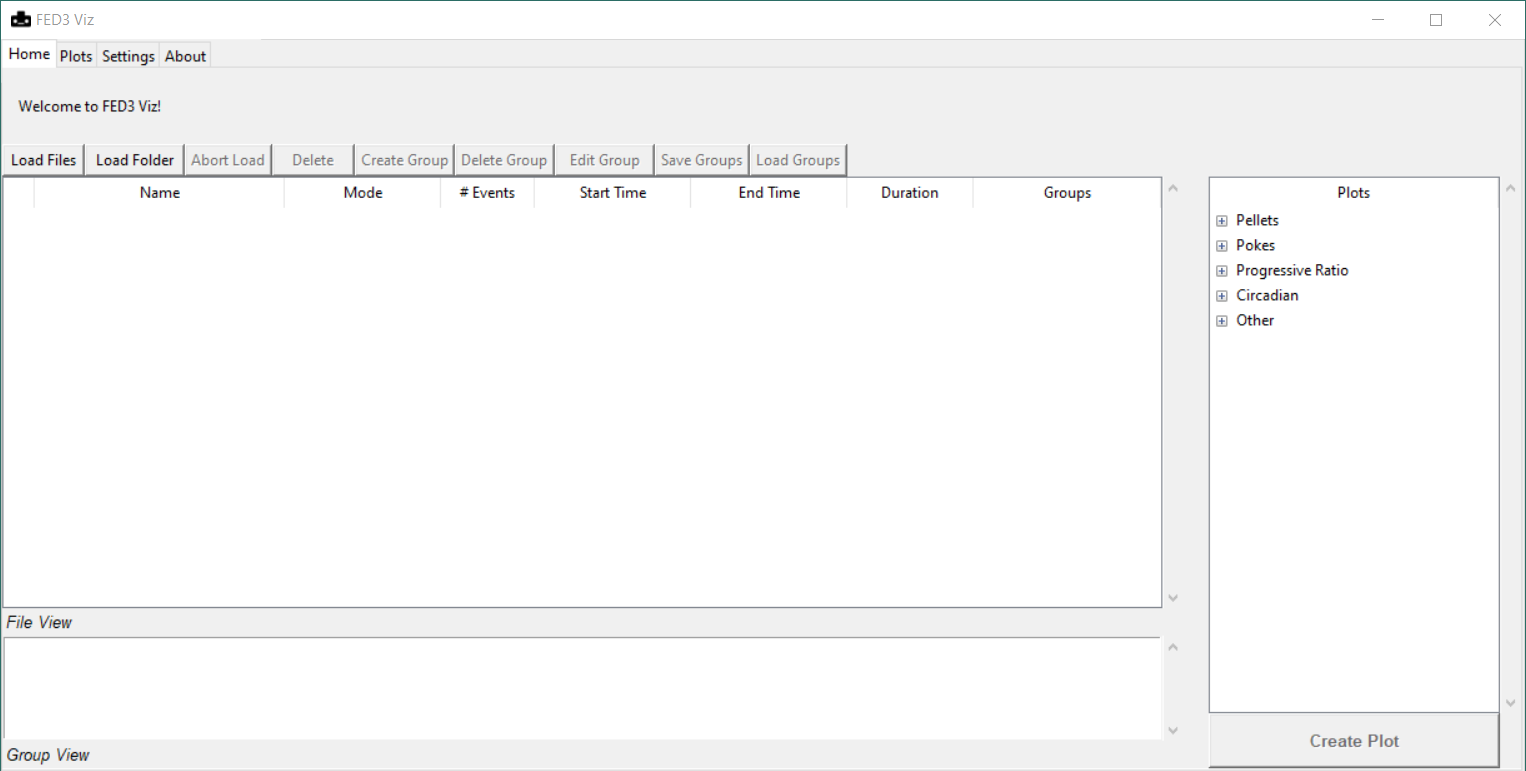 FED3 Viz
Home Plots Settings About
Welcome to FED3 Viz!
Load Files Load Folder Abort Load Delete Create Group Delete Group Edit Group Save Groups Load Groups
Name Mode # Events Start Time End Time Duration Groups
Plots
Pellets
Pokes
Progressive Ratio
Circadian
Other
File View
Group View
Create Plot